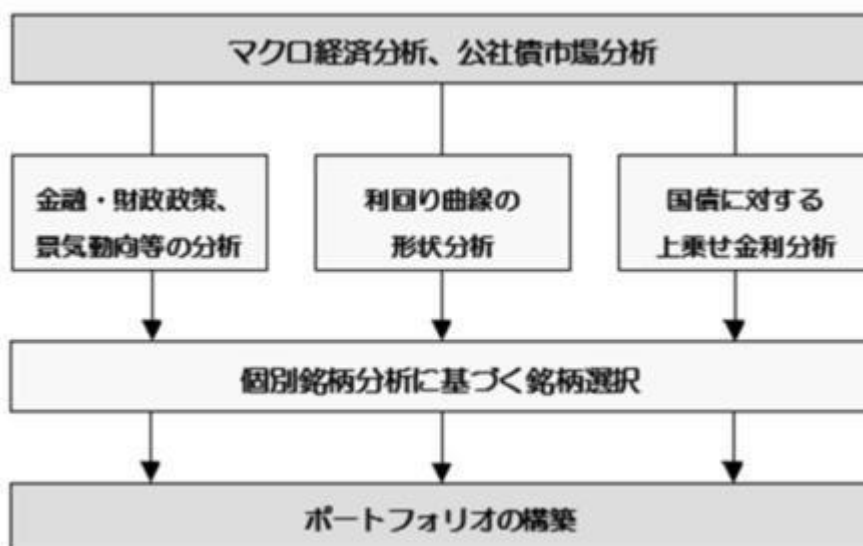 マクロ経済分析、公社債市場分析
金融・財政政策、
景気動向等の分析
利回り曲線の
形状分析
国債に対する
上乗せ金利分析
個別銘柄分析に基づく銘柄選択
ポートフォリオの構築